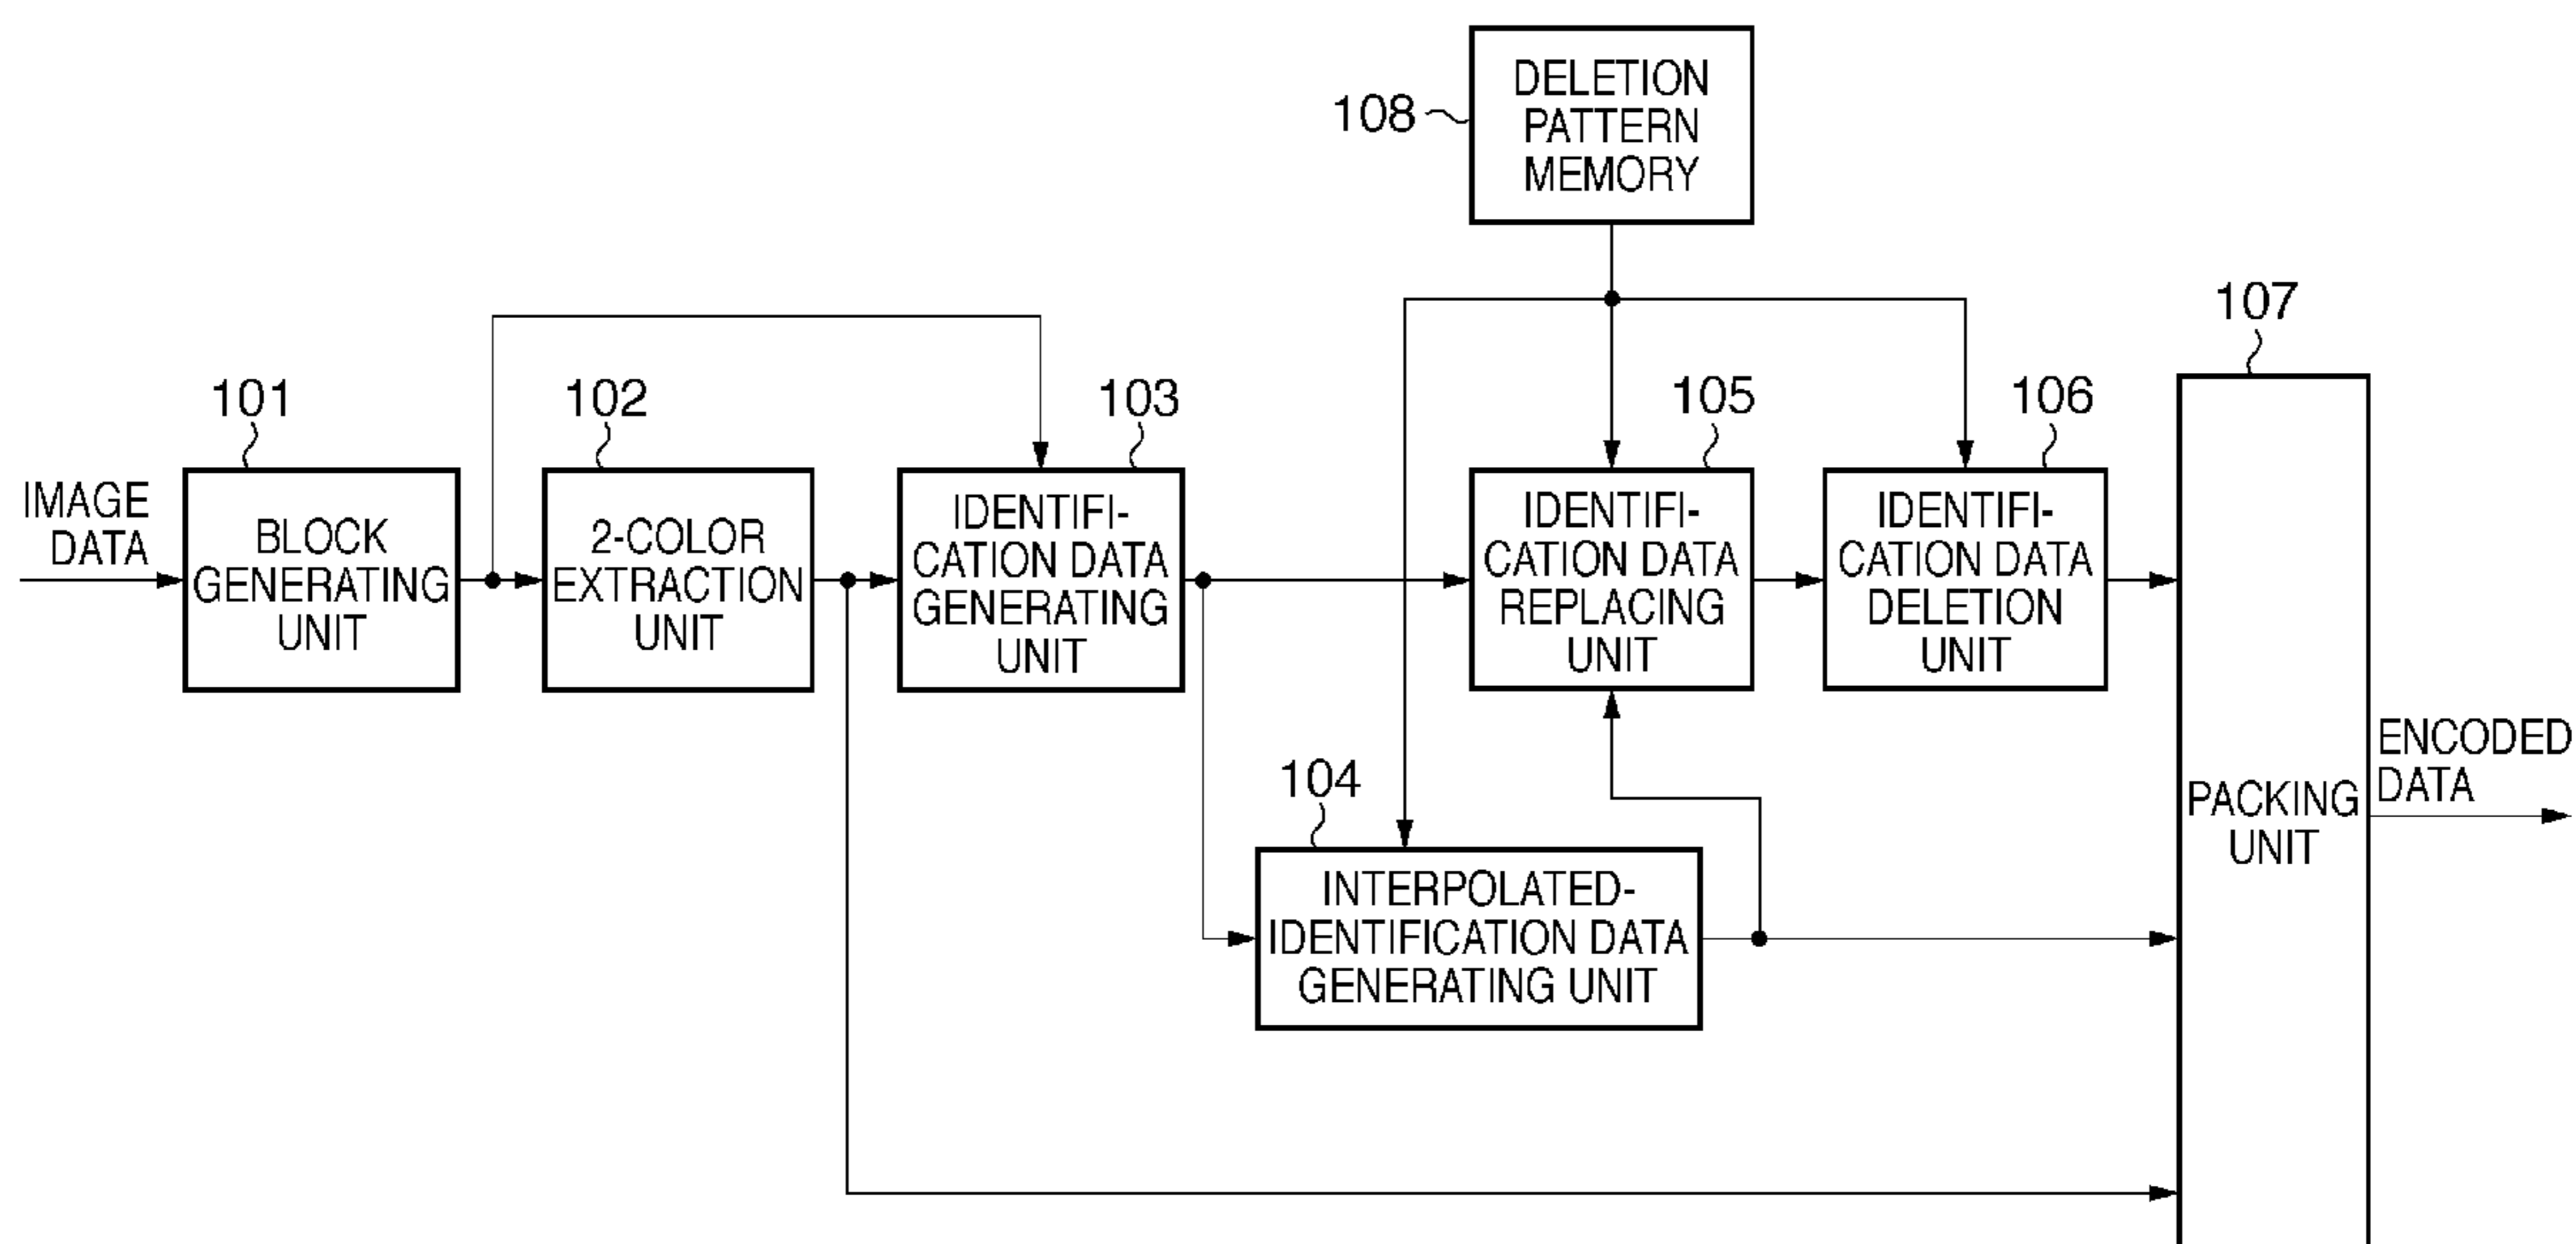 DELETION
PATTERN
MEMORY
108
107
101
102
103
105
106
IMAGE
DATA
BLOCK
GENERATING
UNIT
2-COLOR
EXTRACTION
UNIT
IDENTIFI-
CATION DATA
GENERATING
UNIT
IDENTIFI-
CATION DATA
REPLACING
UNIT
IDENTIFI-
CATION DATA
DELETION
UNIT
104
INTERPOLATED-
IDENTIFICATION DATA
GENERATING UNIT
PACKING
UNIT
ENCODED
DATA